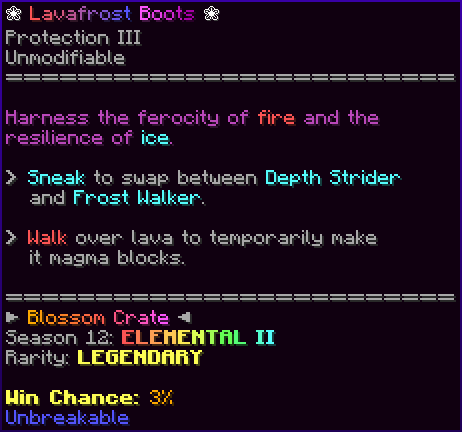 ❀ Lavafrost Boots ❀
Protection III
Unmodifiable
================================
Harness the ferocity of fire and the
resilience of ice.
> Sneak to swap between Depth Strider
and Frost Walker.
> Walk over lava to temporarily make
it magma blocks.
================================
► Blossom Crate ◄
Season 12: ELEMENTAL II
Rarity: LEGENDARY
Win Chance: 3%
Unbreakable